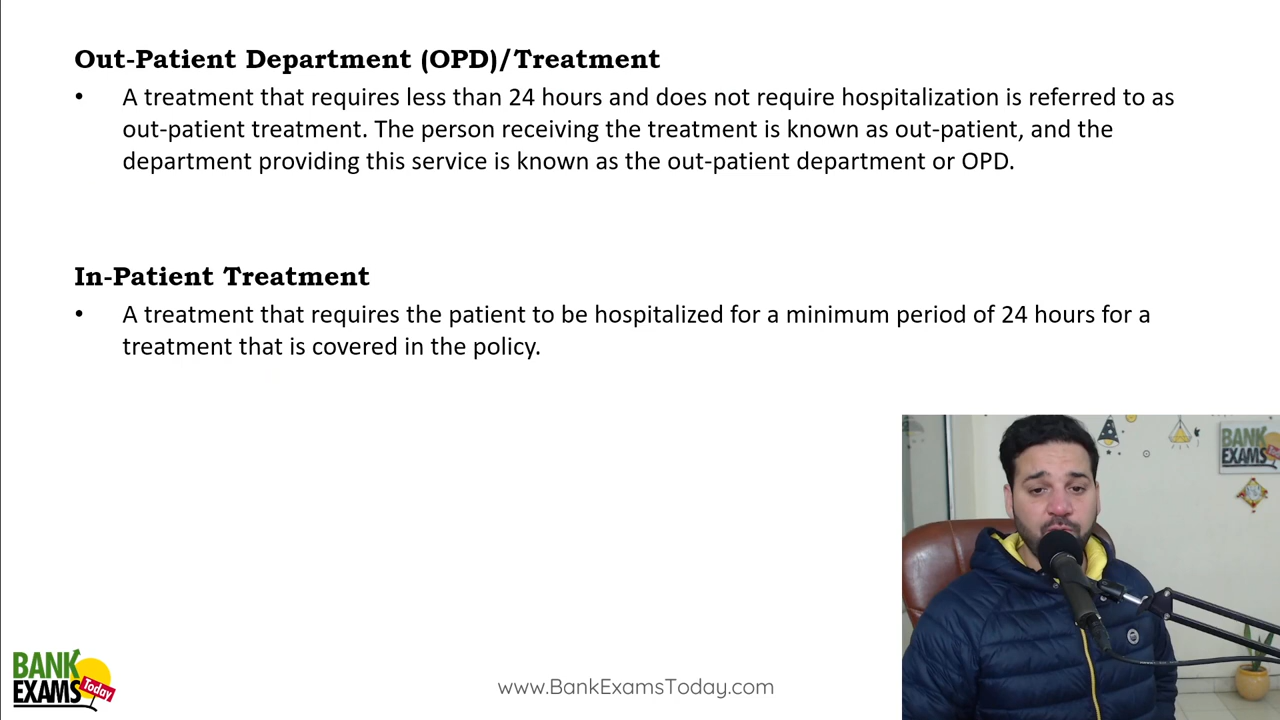 Out-Patient Department (OPD)/Treatment
• A treatment that requires less than 24 hours and does not require hospitalization is referred to as
out-patient treatment. The person receiving the treatment is known as out-patient, and the
department providing this service is known as the out-patient department or OPD.
In-Patient Treatment
• A treatment that requires the patient to be hospitalized for a minimum period of 24 hours for a
treatment that is covered in the policy.
BANK
EXAMS
BANK
EXAMS
Today
www.BankExamsToday.com